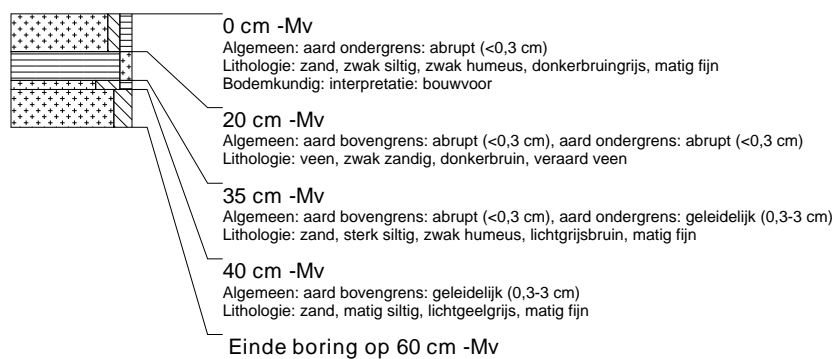 0 cm -Mv
Algemeen: aard ondergrens: abrupt (<0,3 cm)
Lithologie: zand, zwak siltig, zwak humeus, donkerbruingrijs, matig fijn
Bodemkundig: interpretatie: bouwvoor
20 cm -Mv
Algemeen: aard bovengrens: abrupt (<0,3 cm), aard ondergrens: abrupt (<0,3 cm)
Lithologie: veen, zwak zandig, donkerbruin, veraard veen
35 cm -Mv
Algemeen: aard bovengrens: abrupt (<0,3 cm), aard ondergrens: geleidelijk (0,3-3 cm)
Lithologie: zand, sterk siltig, zwak humeus, lichtgrijsbruin, matig fijn
40 cm -Mv
Algemeen: aard bovengrens: geleidelijk (0,3-3 cm)
Lithologie: zand, matig siltig, lichtgeelgrijs, matig fijn
Einde boring op 60 cm -Mv